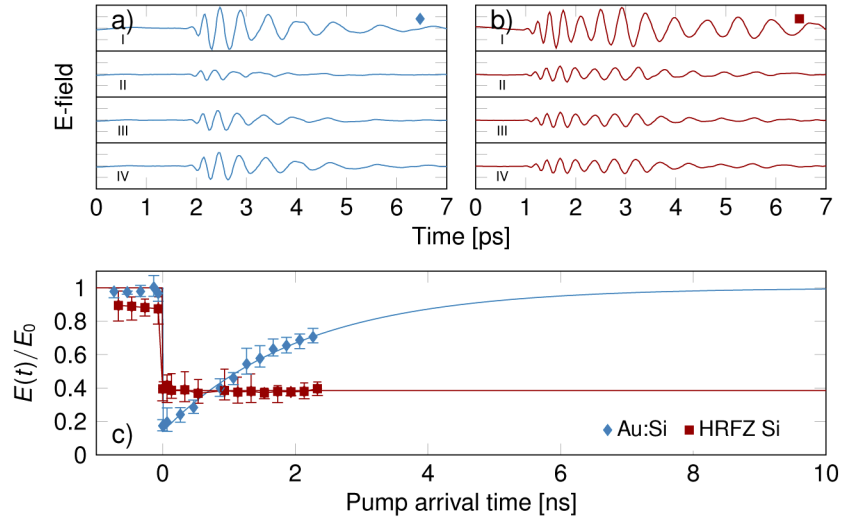 a)
I
II
III
IV
E-field
0 1 2 3 4 5 6 7
b)
I
II
III
IV
0 1 2 3 4 5 6 7
Time [ps]
1
0.8
0.6
0.4
0.2
0
E(t)/E₀
c)
Au:Si HRFZ Si
0 2 4 6 8 10
Pump arrival time [ns]